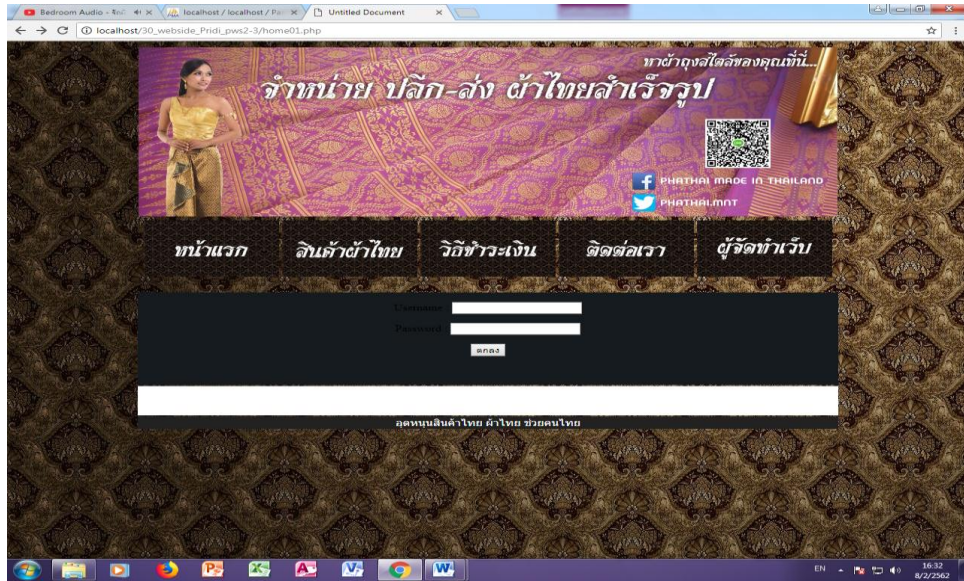 Bedroom Audio -
localhost / localhost /
Untitled Document
localhost/30_webside_Pridi_pws2-3/home01.php
หาผ้าถุงสไตล์ของคุณที่นี่...
จำหน่าย ปลีก-ส่ง ผ้าไทยสำเร็จรูป
PHATHAI MADE IN THAILAND
PHATHAI.MNT
หน้าแรก
สินค้าผ้าไทย
วิธีชำระเงิน
ติดต่อเรา
ผู้จัดทำเว็บ
Username :
Password :
ตกลง
อุดหนุนสินค้าไทย ผ้าไทย ช่วยคนไทย
EN
16:32
8/2/2562